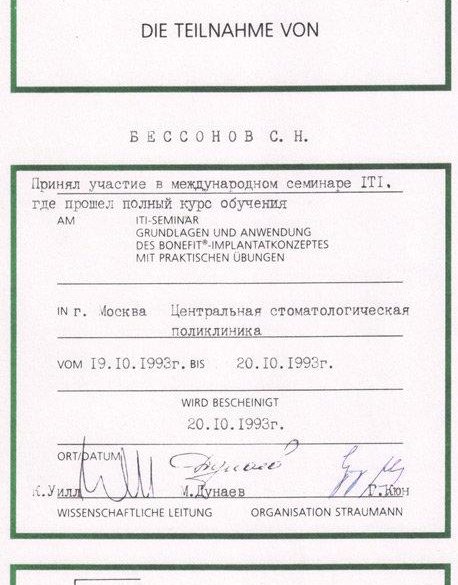 DIE TEILNAHME VON
БЕССОНОВ С. Н.
Принял участие в международном семинаре ITI,
где прошел полный курс обучения
AM ITI-SEMINAR
GRUNDLAGEN UND ANWENDUNG
DES BONEFIT®-IMPLANTATKONZEPTES
MIT PRAKTISCHEN ÜBUNGEN
IN г. Москва Центральная стоматологическая
поликлиника
VOM 19.10.1993г. BIS 20.10.1993г.
WIRD BESCHEINIGT
20.10.1993г.
ORT/DATUM
К.Уилл М.Дунаев Г.Кюн
WISSENSCHAFTLICHE LEITUNG ORGANISATION STRAUMANN